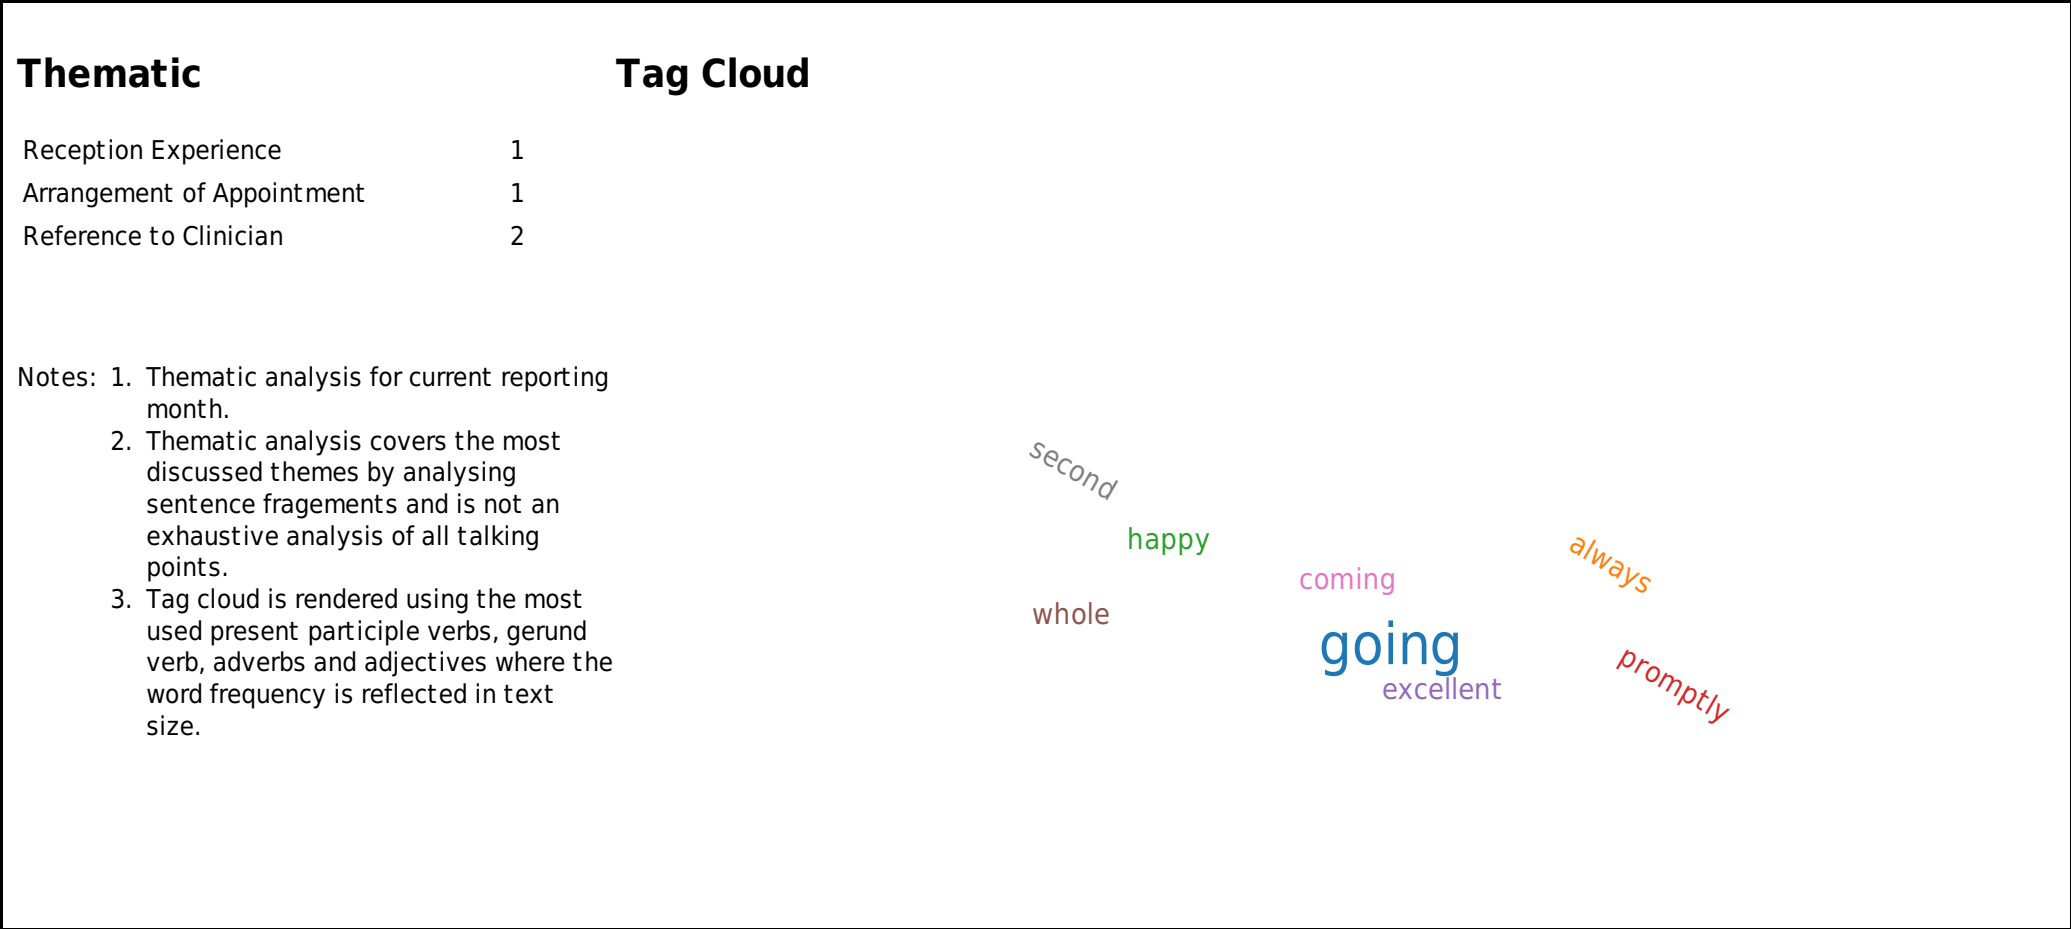 Thematic
Reception Experience 1
Arrangement of Appointment 1
Reference to Clinician 2
Notes: 1. Thematic analysis for current reporting
month.
2. Thematic analysis covers the most
discussed themes by analysing
sentence fragements and is not an
exhaustive analysis of all talking
points.
3. Tag cloud is rendered using the most
used present participle verbs, gerund
verb, adverbs and adjectives where the
word frequency is reflected in text
size.
Tag Cloud
second
happy
always
coming
whole
going
promptly
excellent